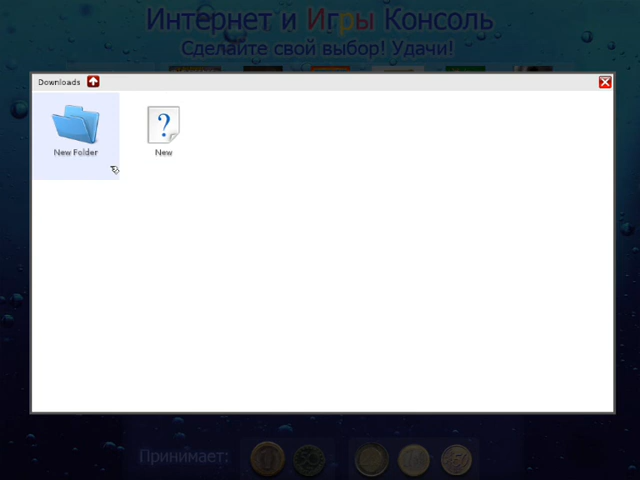 Интернет и Игры Консоль
Сделайте свой выбор! Удачи!
Downloads
New Folder
New
Принимает: